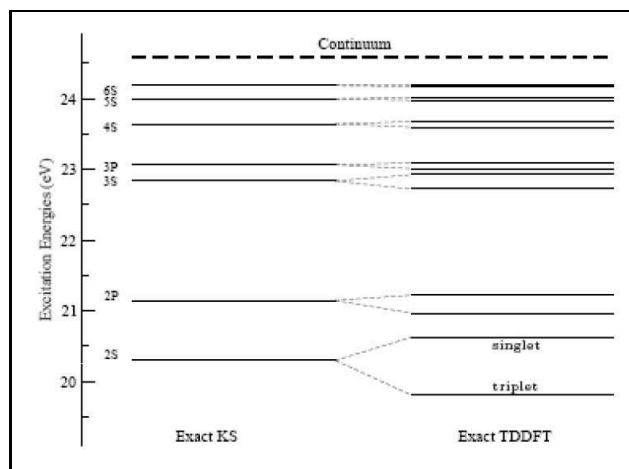 Continuum
6S
5S
24
4S
3P
23
3S
22
2P
21
2S
singlet
20
triplet
Excitation Energies (eV)
Exact KS
Exact TDDFT